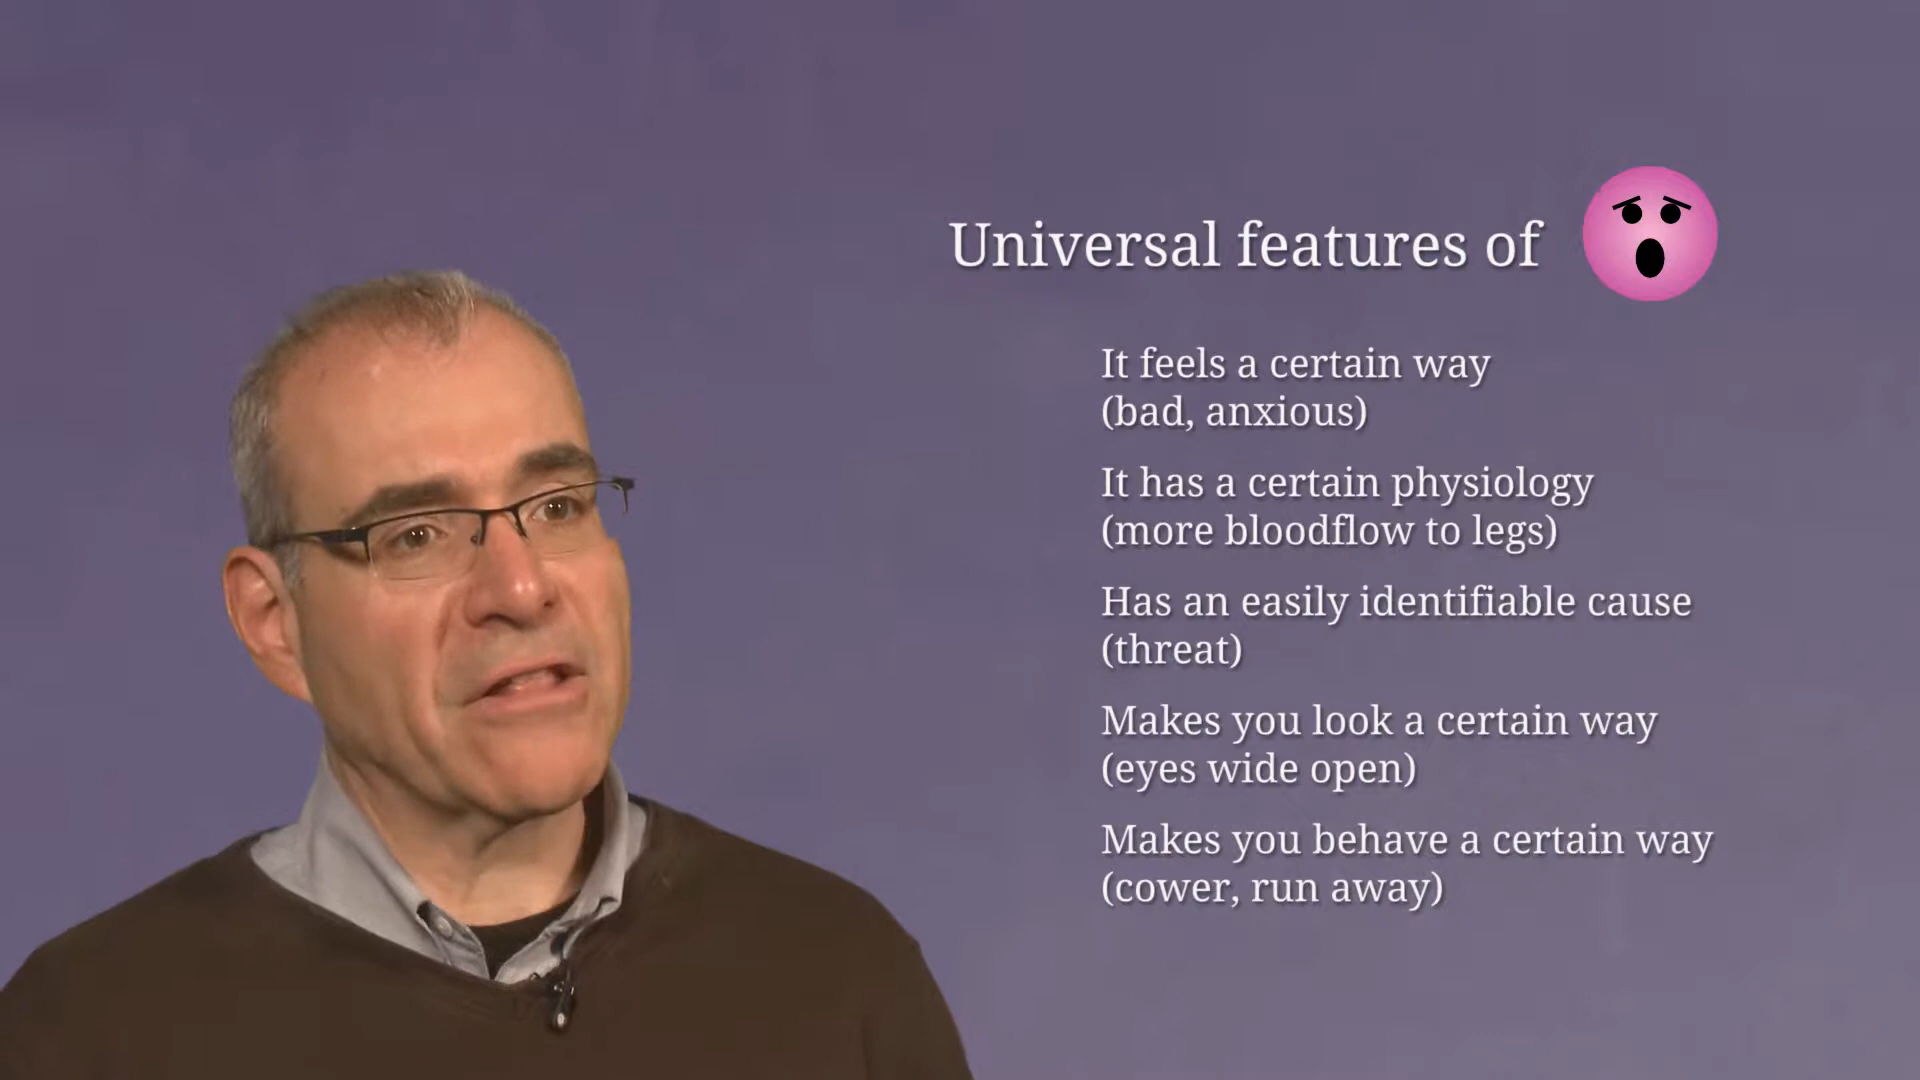 Universal features of
It feels a certain way
(bad, anxious)
It has a certain physiology
(more bloodflow to legs)
Has an easily identifiable cause
(threat)
Makes you look a certain way
(eyes wide open)
Makes you behave a certain way
(cower, run away)